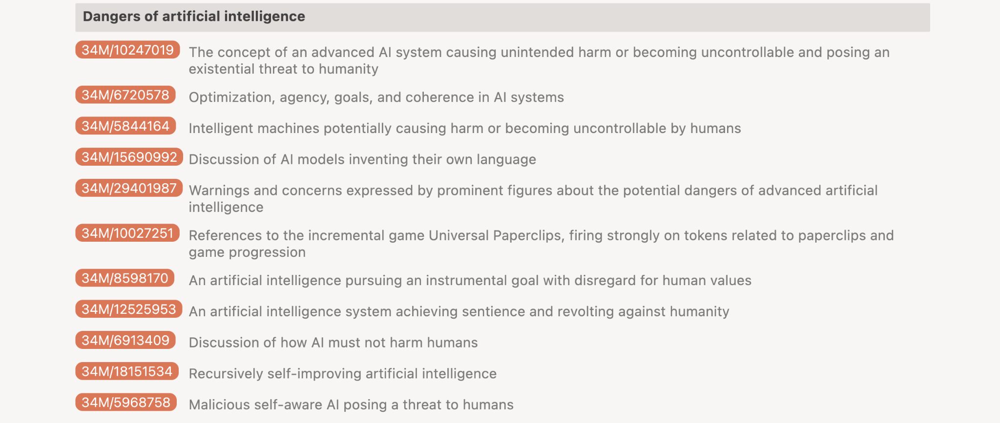 Dangers of artificial intelligence
34M/10247019 The concept of an advanced AI system causing unintended harm or becoming uncontrollable and posing an
existential threat to humanity
34M/6720578 Optimization, agency, goals, and coherence in AI systems
34M/5844164 Intelligent machines potentially causing harm or becoming uncontrollable by humans
34M/15690992 Discussion of AI models inventing their own language
34M/29401987 Warnings and concerns expressed by prominent figures about the potential dangers of advanced artificial
intelligence
34M/10027251 References to the incremental game Universal Paperclips, firing strongly on tokens related to paperclips and
game progression
34M/8598170 An artificial intelligence pursuing an instrumental goal with disregard for human values
34M/12525953 An artificial intelligence system achieving sentience and revolting against humanity
34M/6913409 Discussion of how AI must not harm humans
34M/18151534 Recursively self-improving artificial intelligence
34M/5968758 Malicious self-aware AI posing a threat to humans